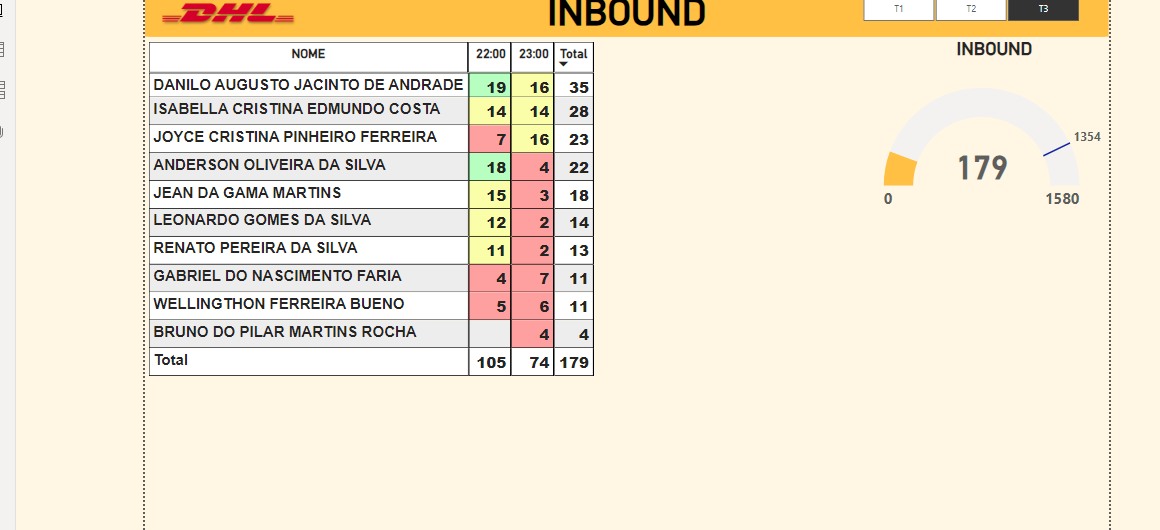 DHL
INBOUND
T1 T2 T3
NOME 22:00 23:00 Total
DANILO AUGUSTO JACINTO DE ANDRADE 19 16 35
ISABELLA CRISTINA EDMUNDO COSTA 14 14 28
JOYCE CRISTINA PINHEIRO FERREIRA 7 16 23
ANDERSON OLIVEIRA DA SILVA 18 4 22
JEAN DA GAMA MARTINS 15 3 18
LEONARDO GOMES DA SILVA 12 2 14
RENATO PEREIRA DA SILVA 11 2 13
GABRIEL DO NASCIMENTO FARIA 4 7 11
WELLINGTHON FERREIRA BUENO 5 6 11
BRUNO DO PILAR MARTINS ROCHA 4 4
Total 105 74 179
INBOUND
1354
179
0 1580